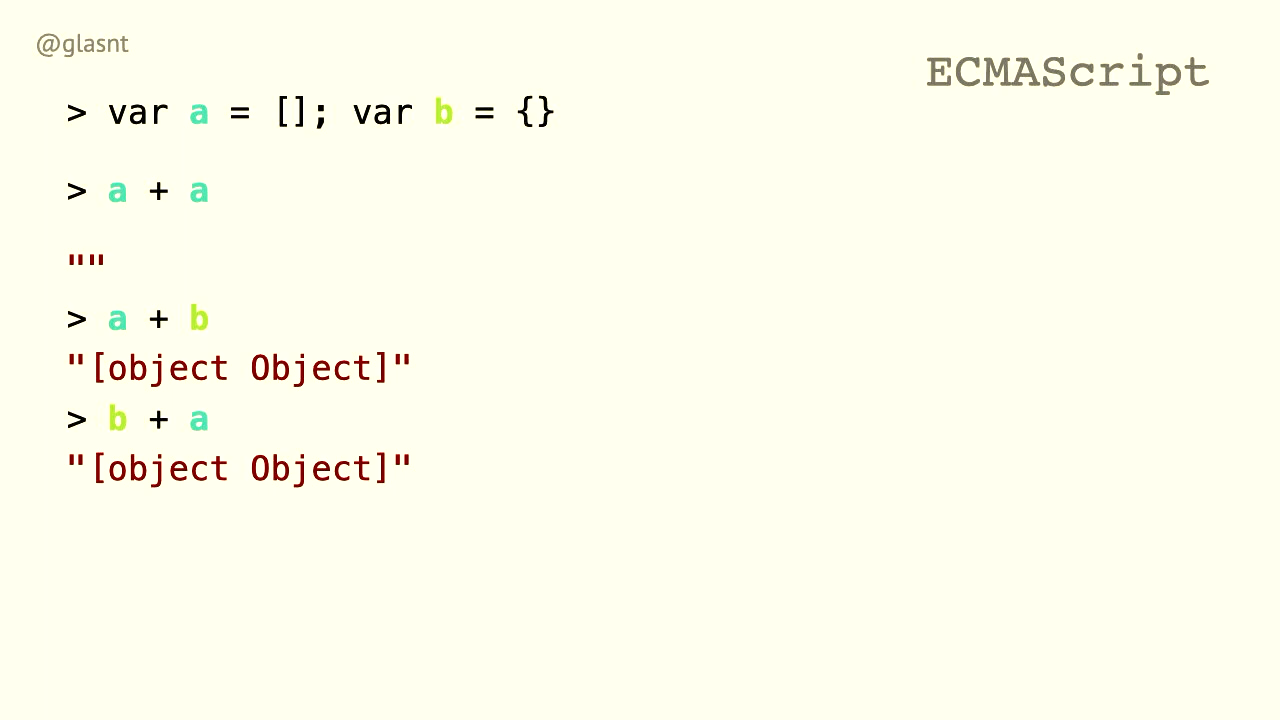 @glasnt
ECMAScript
> var a = []; var b = {}
> a + a
""
> a + b
"[object Object]"
> b + a
"[object Object]"